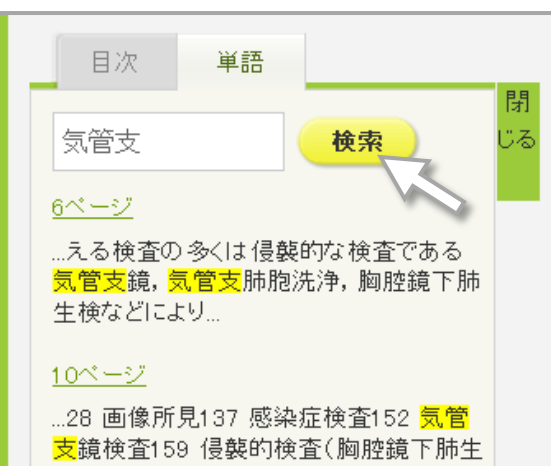 目次 単語
閉
じる
気管支 検索
6ページ
...える検査の多くは侵襲的な検査である
気管支鏡，気管支肺胞洗浄，胸腔鏡下肺
生検などにより...
10ページ
...28 画像所見137 感染症検査152 気管
支鏡検査159 侵襲的検査(胸腔鏡下肺生